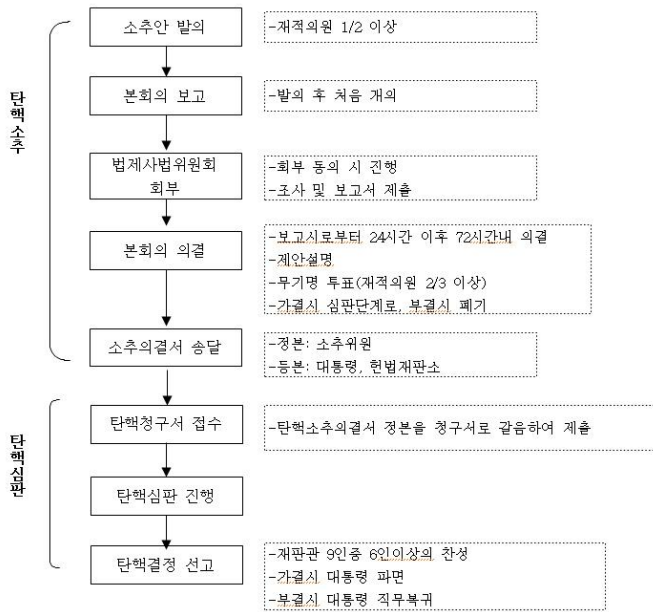 탄핵소추
소추안 발의
-재적의원 1/2 이상
본회의 보고
-발의 후 처음 개의
법제사법위원회
회부
-회부 동의 시 진행
-조사 및 보고서 제출
본회의 의결
-보고시로부터 24시간 이후 72시간내 의결
-제안설명
-무기명 투표(재적의원 2/3 이상)
-가결시 심판단계로, 부결시 폐기
소추의결서 송달
-정본: 소추위원
-등본: 대통령, 헌법재판소
탄핵심판
탄핵청구서 접수
-탄핵소추의결서 정본을 청구서로 갈음하여 제출
탄핵심판 진행
탄핵결정 선고
-재판관 9인중 6인이상의 찬성
-가결시 대통령 파면
-부결시 대통령 직무복귀